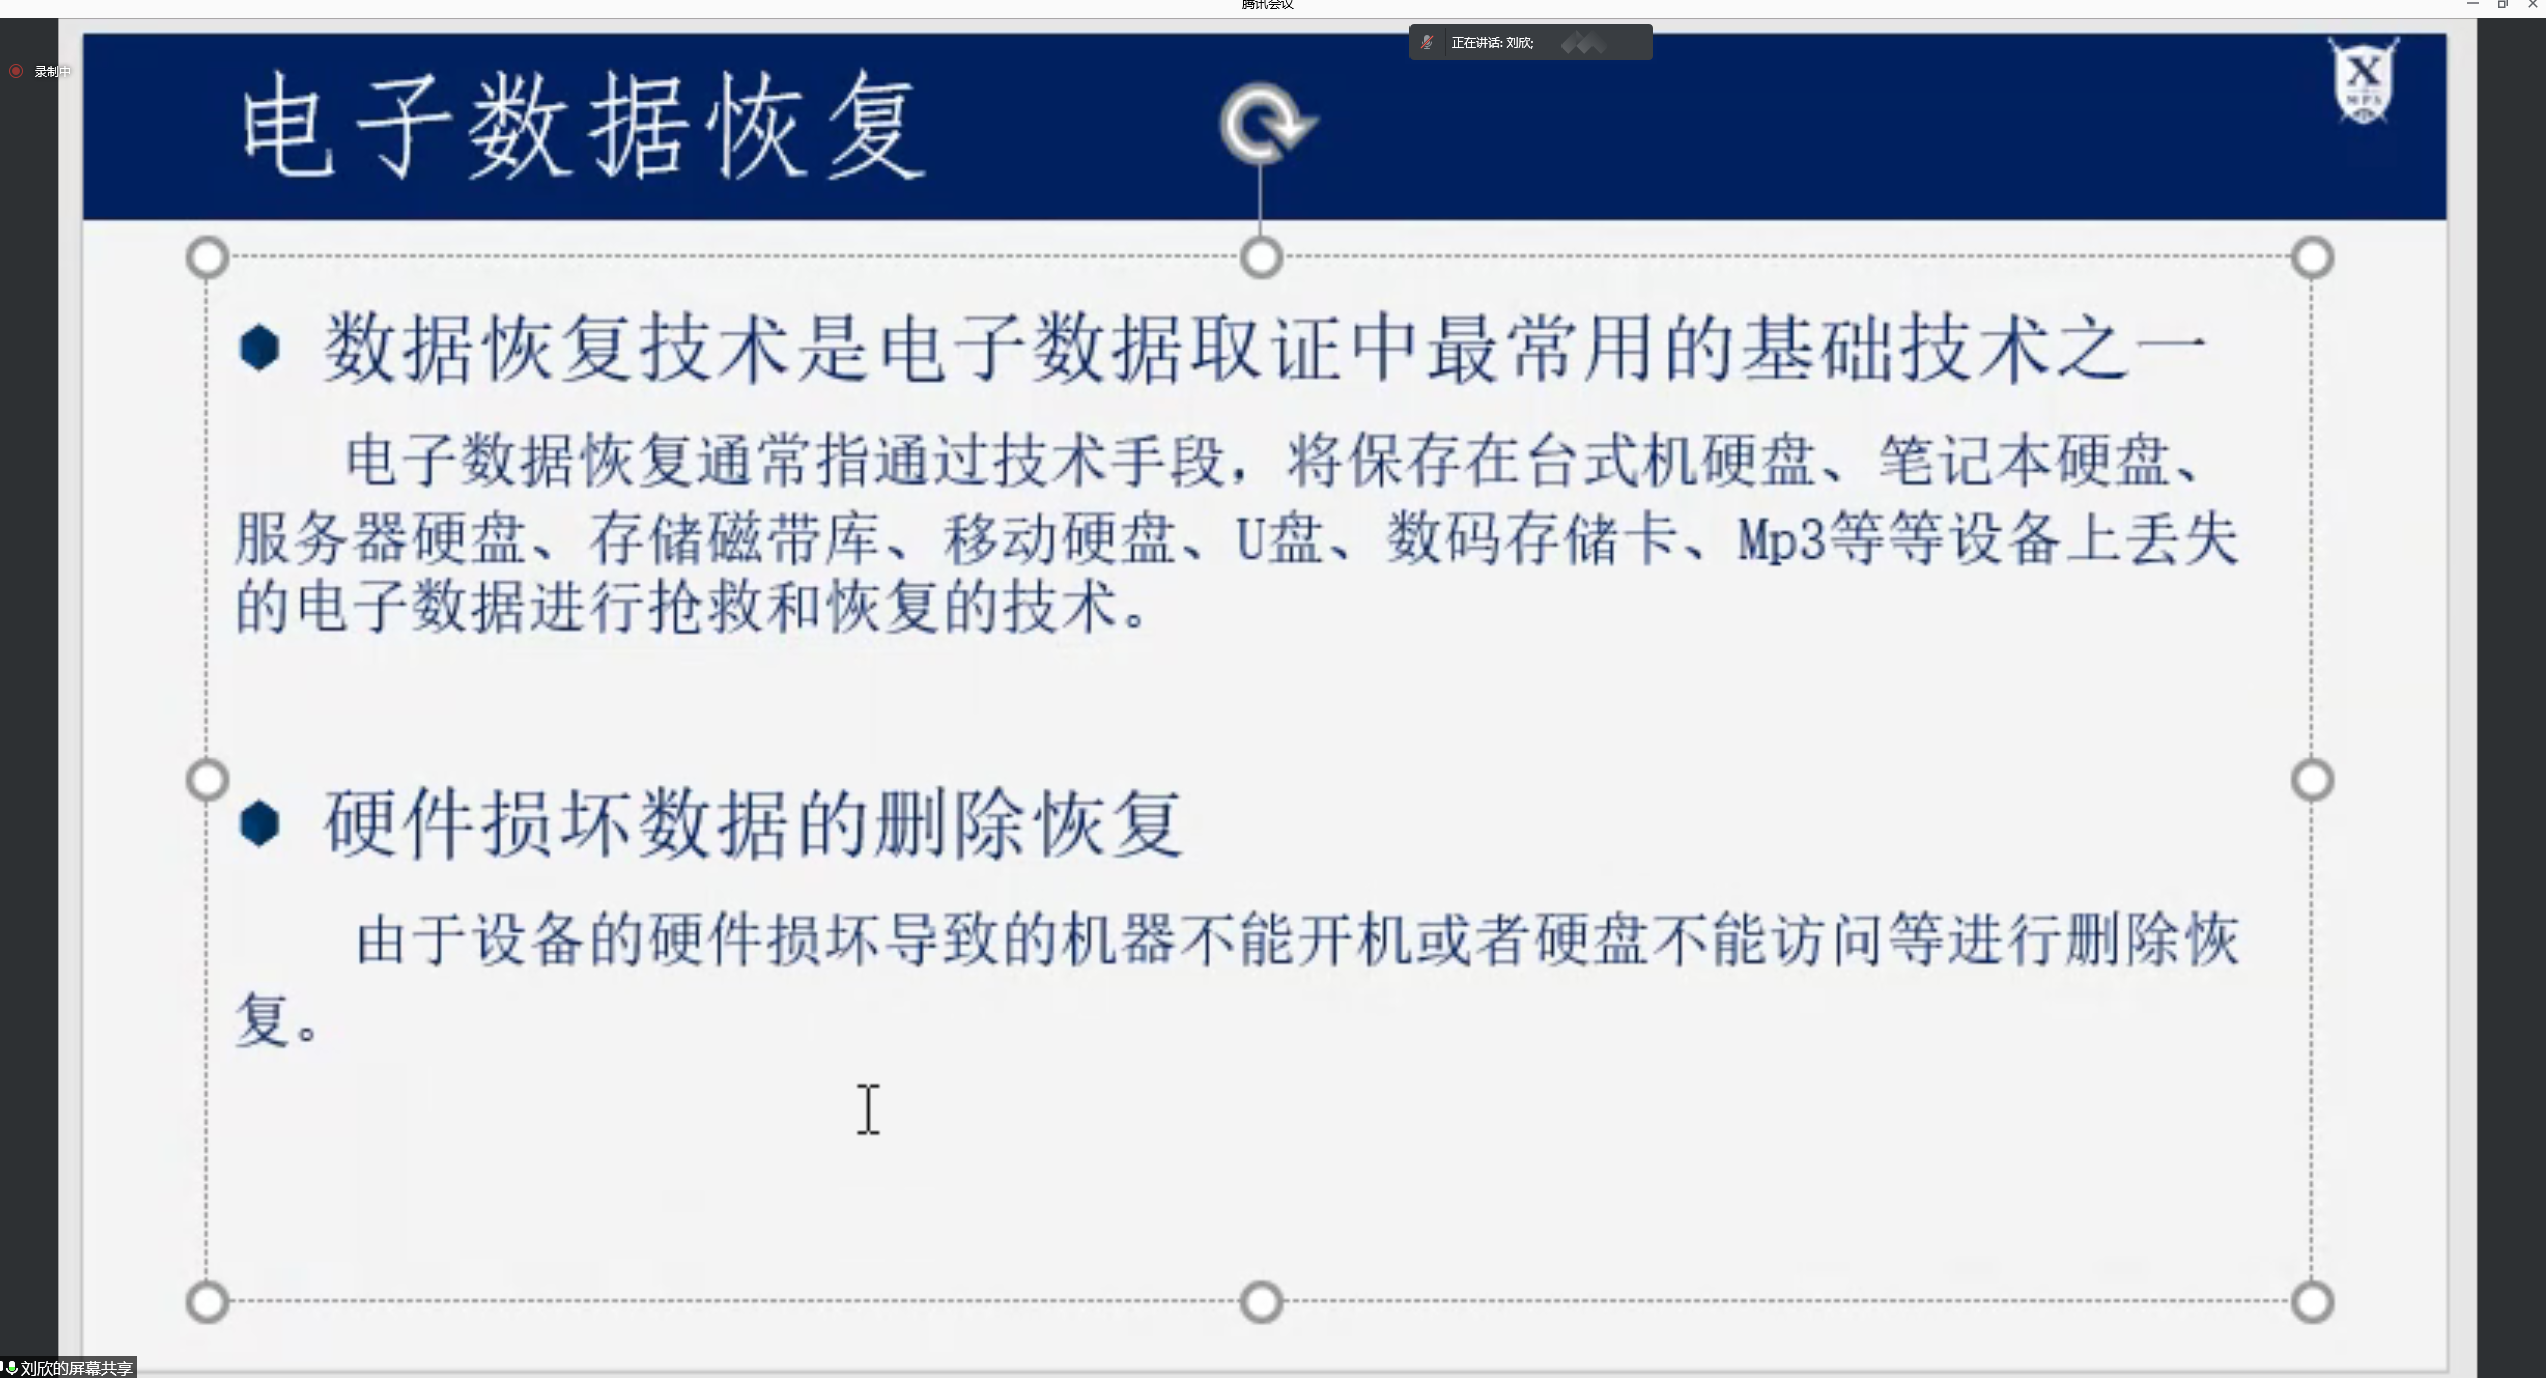 腾讯会议
正在讲话: 刘欣;
录制中
电子数据恢复
X
MPS
数据恢复技术是电子数据取证中最常用的基础技术之一
电子数据恢复通常指通过技术手段，将保存在台式机硬盘、笔记本硬盘、
服务器硬盘、存储磁带库、移动硬盘、U盘、数码存储卡、Mp3等等设备上丢失
的电子数据进行抢救和恢复的技术。
硬件损坏数据的删除恢复
由于设备的硬件损坏导致的机器不能开机或者硬盘不能访问等进行删除恢
复。
刘欣的屏幕共享